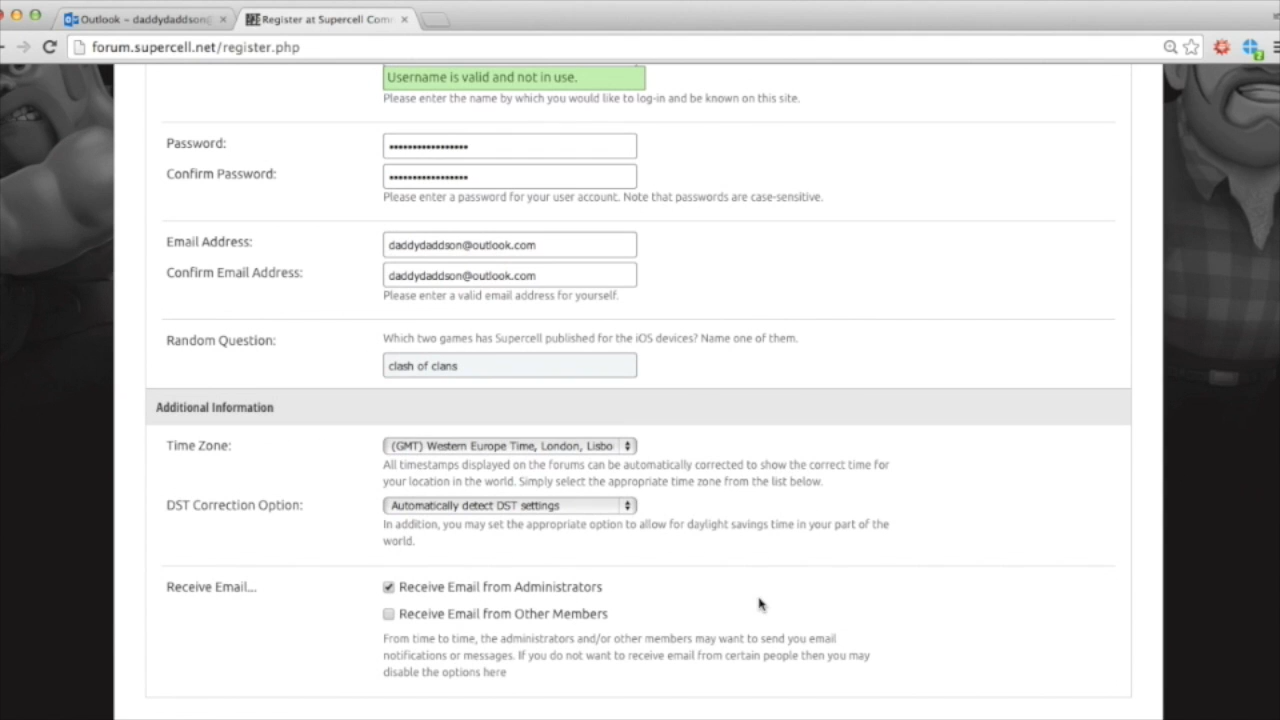 Outlook - daddydaddson
Register at Supercell Com
forum.supercell.net/register.php
Username is valid and not in use.
Please enter the name by which you would like to log-in and be known on this site.
Password:
Confirm Password:
Please enter a password for your user account. Note that passwords are case-sensitive.
Email Address: daddydaddson@outlook.com
Confirm Email Address: daddydaddson@outlook.com
Please enter a valid email address for yourself.
Random Question: Which two games has Supercell published for the iOS devices? Name one of them.
clash of clans
Additional Information
Time Zone: (GMT) Western Europe Time, London, Lisbo
All timestamps displayed on the forums can be automatically corrected to show the correct time for
your location in the world. Simply select the appropriate time zone from the list below.
DST Correction Option: Automatically detect DST settings
In addition, you may set the appropriate option to allow for daylight savings time in your part of the
world.
Receive Email... Receive Email from Administrators
Receive Email from Other Members
From time to time, the administrators and/or other members may want to send you email
notifications or messages. If you do not want to receive email from certain people then you may
disable the options here